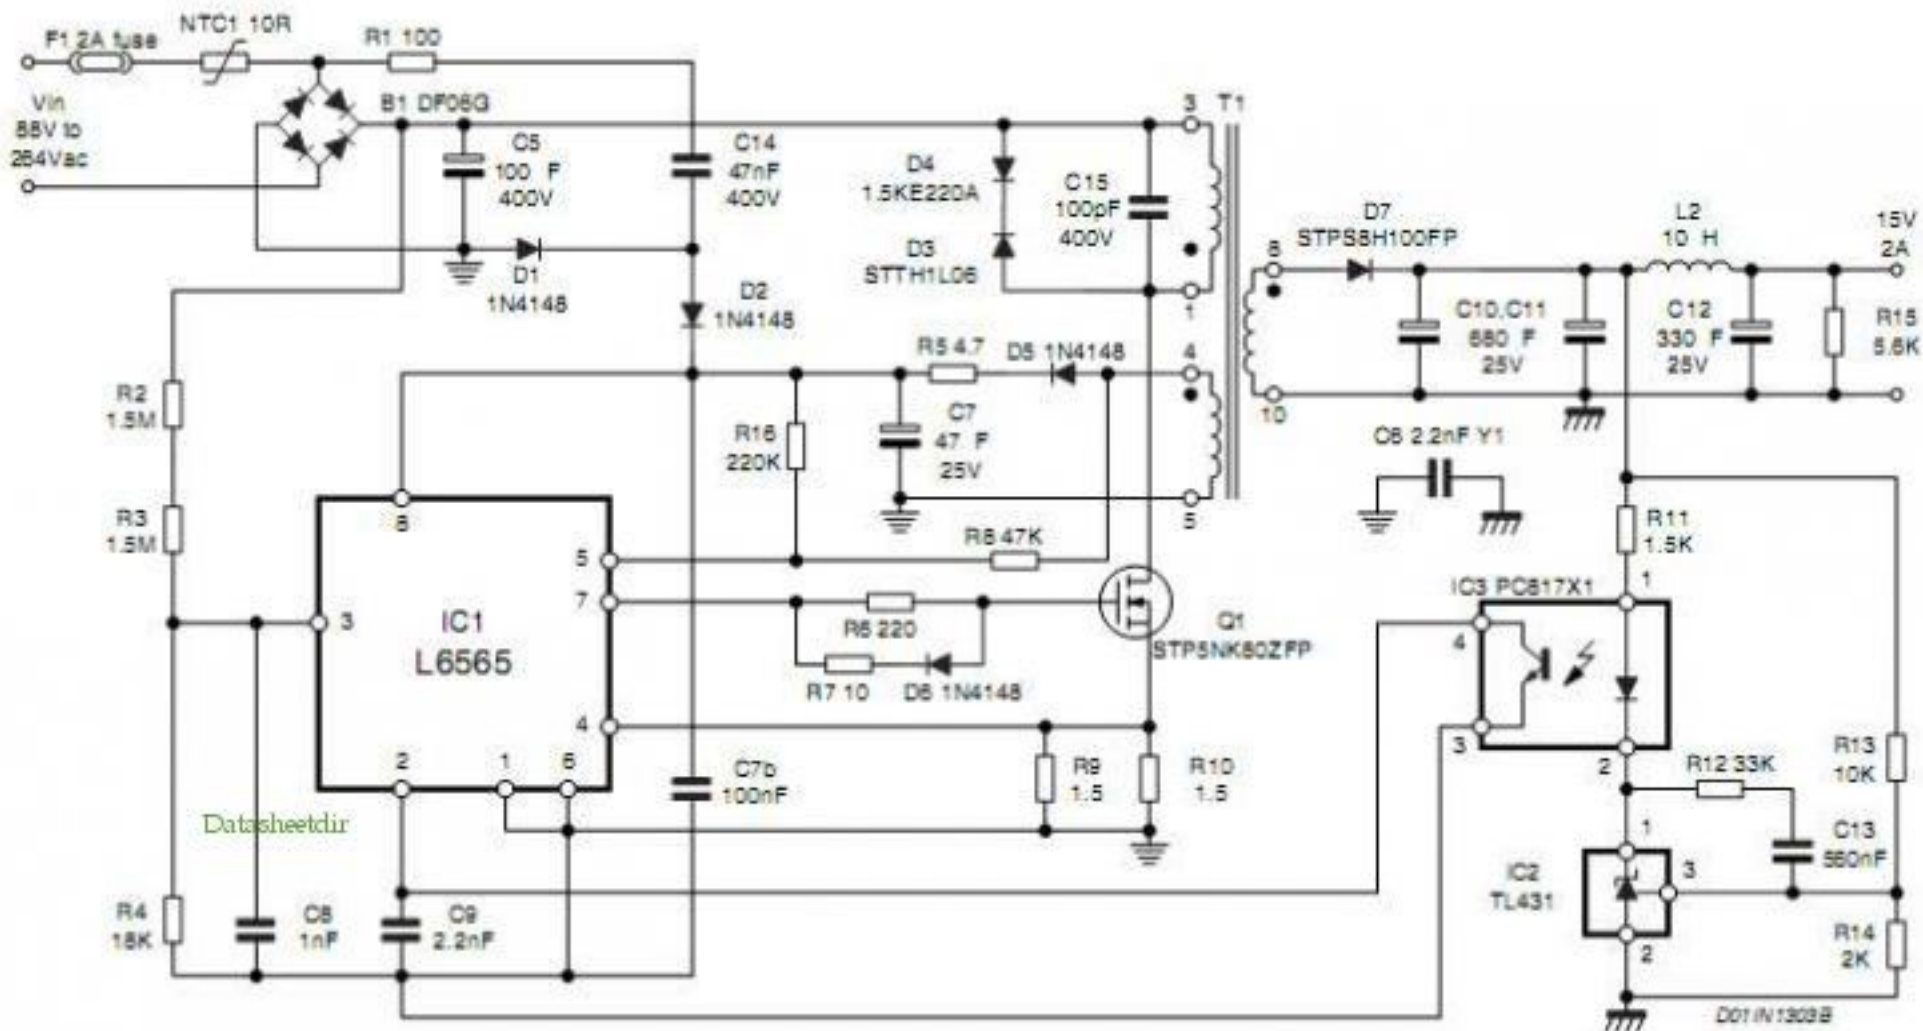 F1 2A fuse
NTC1 10R
R1 100
Vin
88V to
264Vac
B1 DF06G
C5
100 F
400V
C14
47nF
400V
D1
1N4148
D2
1N4148
D4
1.5KE220A
D3
STTH1L06
C15
100pF
400V
3 T1
1
4
5
8
10
D7
STPS8H100FP
L2
10 H
15V
2A
C10,C11
680 F
25V
C12
330 F
25V
R15
5.6K
R2
1.5M
R3
1.5M
R16
220K
R5 4.7
D5 1N4148
C7
47 F
25V
C6 2.2nF Y1
R8 47K
R11
1.5K
8
5
7
3
4
2
1
6
IC1
L6565
R6 220
R7 10
D6 1N4148
Q1
STP5NK80ZFP
IC3 PC817X1
1
4
3
2
C7b
100nF
R9
1.5
R10
1.5
R12 33K
R13
10K
C13
560nF
Datasheetdir
R4
18K
C8
1nF
C9
2.2nF
IC2
TL431
1
3
2
R14
2K
D01IN1303B